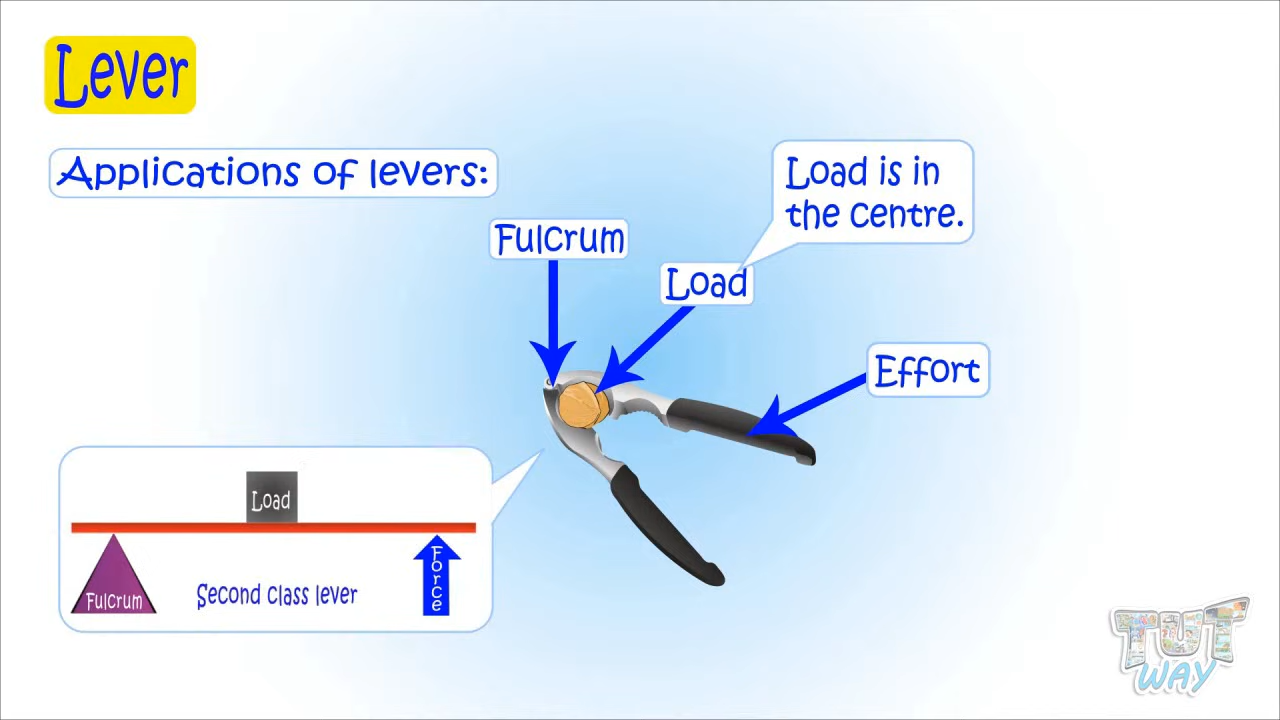 Lever
Applications of levers:
Load is in
the centre.
Fulcrum
Load
Effort
Load
Fulcrum
Second class lever
Force
TUT
WAY